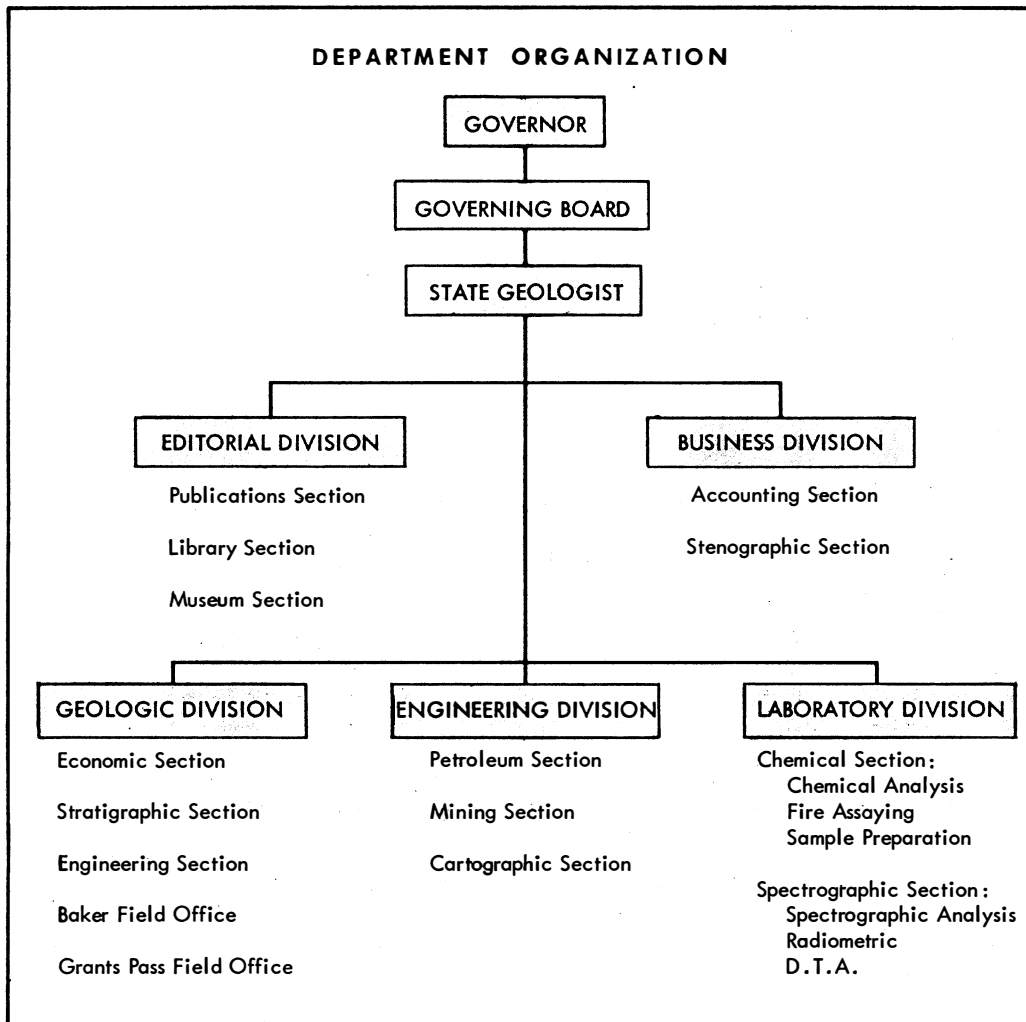 DEPARTMENT ORGANIZATION
GOVERNOR
GOVERNING BOARD
STATE GEOLOGIST
EDITORIAL DIVISION
Publications Section
Library Section
Museum Section
BUSINESS DIVISION
Accounting Section
Stenographic Section
GEOLOGIC DIVISION
Economic Section
Stratigraphic Section
Engineering Section
Baker Field Office
Grants Pass Field Office
ENGINEERING DIVISION
Petroleum Section
Mining Section
Cartographic Section
LABORATORY DIVISION
Chemical Section:
Chemical Analysis
Fire Assaying
Sample Preparation
Spectrographic Section:
Spectrographic Analysis
Radiometric
D.T.A.